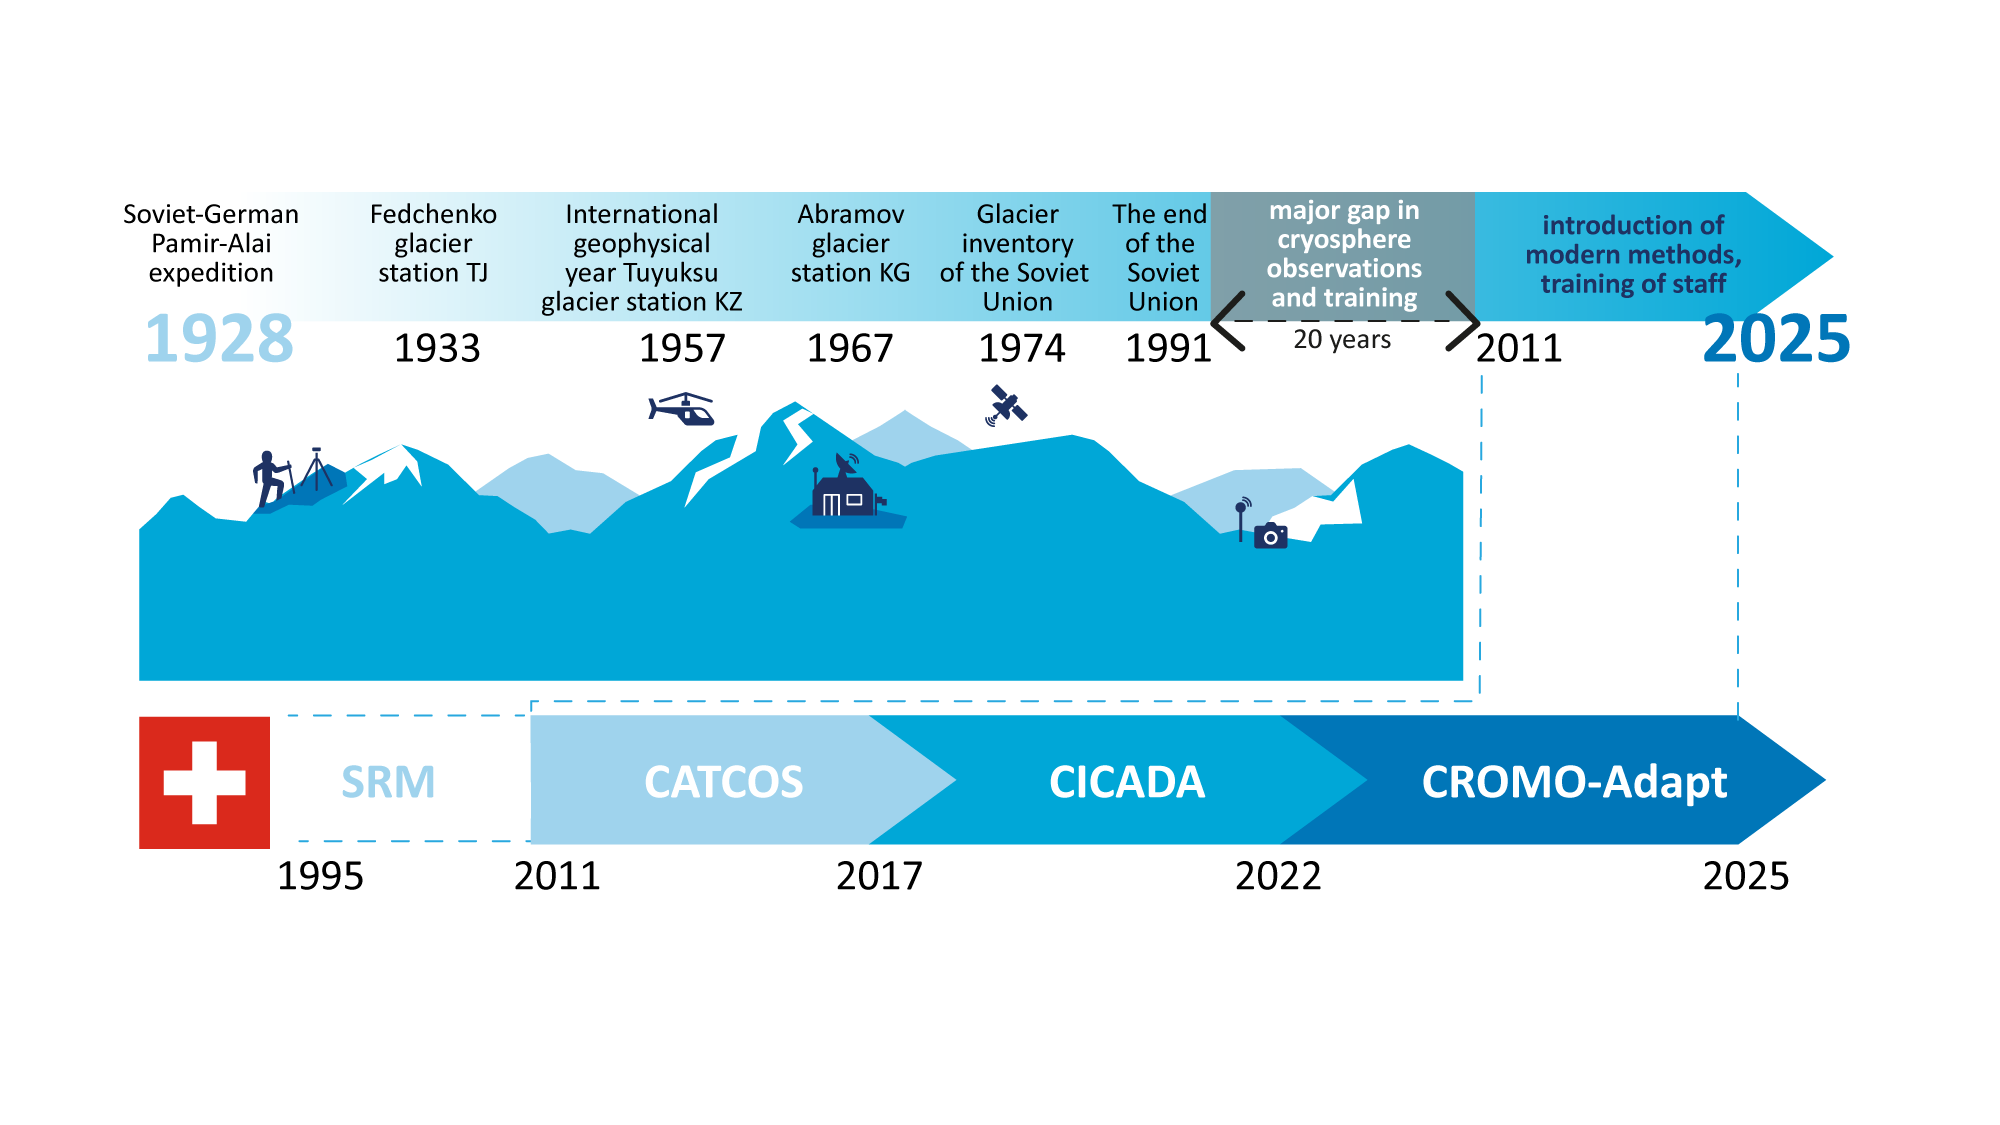 Soviet-German
Pamir-Alai
expedition
1928
Fedchenko
glacier
station TJ
1933
International
geophysical
year Tuyuksu
glacier station KZ
1957
Abramov
glacier
station KG
1967
Glacier
inventory
of the Soviet
Union
1974
The end
of the
Soviet
Union
1991
major gap in
cryosphere
observations
and training
20 years
introduction of
modern methods,
training of staff
2011
2025
SRM
CATCOS
CICADA
CROMO-Adapt
1995
2011
2017
2022
2025